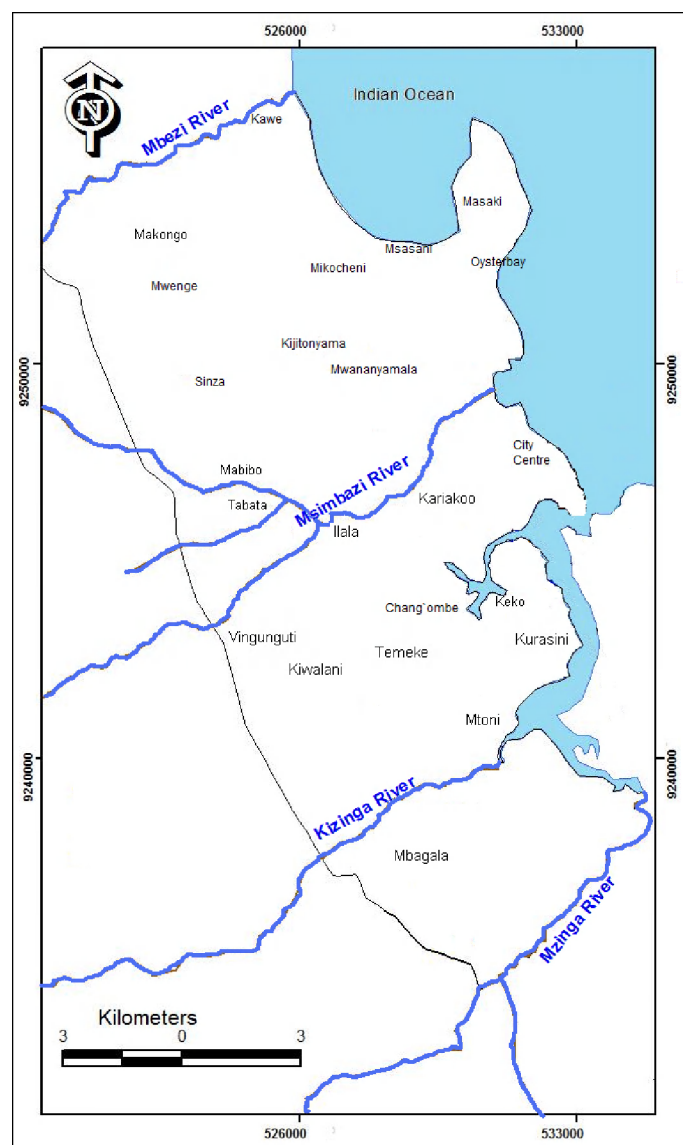 526000
533000
Indian Ocean
N
Mbezi River
Kawe
Masaki
Makongo
Msasani
Oysterbay
Mikocheni
Mwenge
Kijitonyama
9250000
9250000
Mwananyamala
Sinza
City
Centre
Mabibo
Msimbazi River
Tabata
Kariakoo
Ilala
Keko
Chang`ombe
Vingunguti
Kurasini
Temeke
Kiwalani
Mtoni
9240000
9240000
Kizinga River
Mbagala
Mzinga River
Kilometers
3 0 3
526000
533000